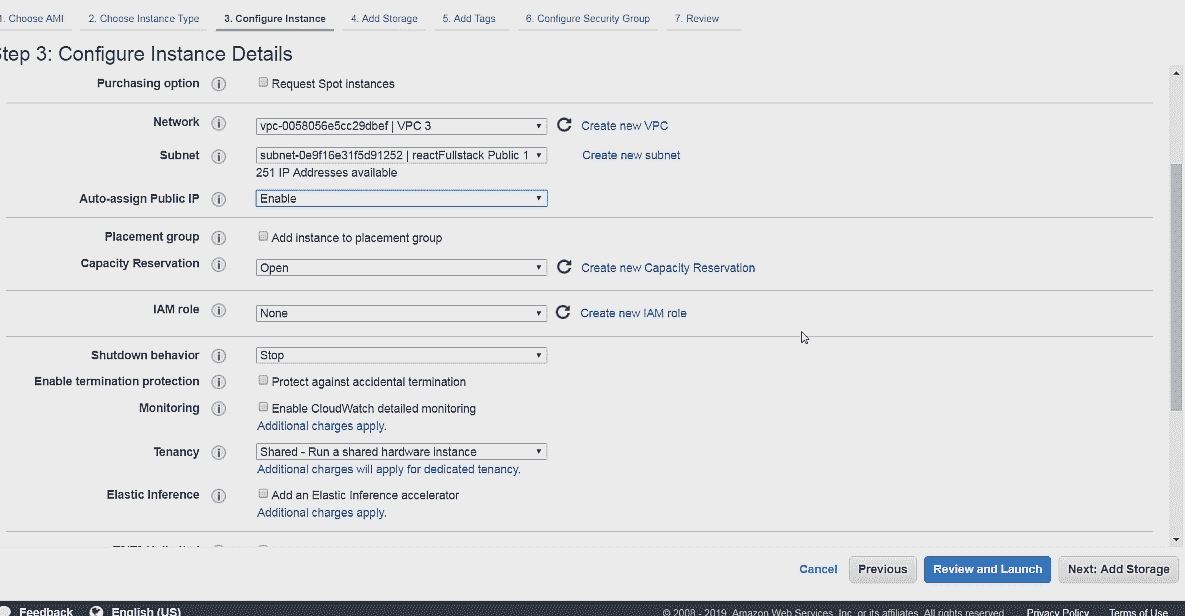 1. Choose AMI 2. Choose Instance Type 3. Configure Instance 4. Add Storage 5. Add Tags 6. Configure Security Group 7. Review
Step 3: Configure Instance Details
Purchasing option Request Spot instances
Network vpc-0058056e5cc29dbef | VPC 3 Create new VPC
Subnet subnet-0e9f16e31f5d91252 | reactFullstack Public 1 Create new subnet
251 IP Addresses available
Auto-assign Public IP Enable
Placement group Add instance to placement group
Capacity Reservation Open Create new Capacity Reservation
IAM role None Create new IAM role
Shutdown behavior Stop
Enable termination protection Protect against accidental termination
Monitoring Enable CloudWatch detailed monitoring
Additional charges apply.
Tenancy Shared - Run a shared hardware instance
Additional charges will apply for dedicated tenancy.
Elastic Inference Add an Elastic Inference accelerator
Additional charges apply.
Cancel Previous Review and Launch Next: Add Storage
Feedback English (US) © 2008 - 2019, Amazon Web Services, Inc. or its affiliates. All rights reserved. Privacy Policy Terms of Use